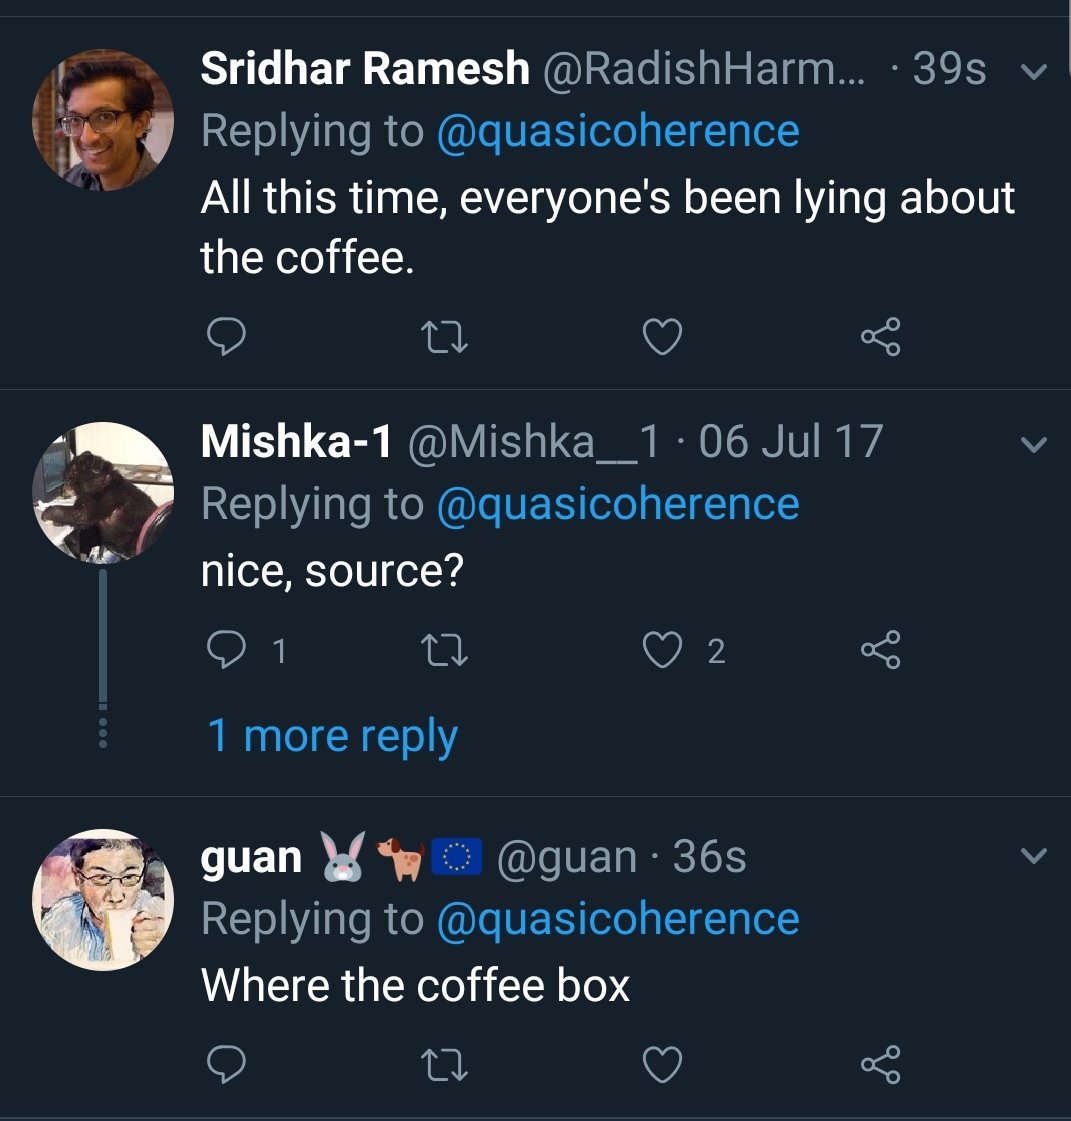 Sridhar Ramesh @RadishHarm... · 39s
Replying to @quasicoherence
All this time, everyone's been lying about
the coffee.
Mishka-1 @Mishka__1 · 06 Jul 17
Replying to @quasicoherence
nice, source?
1 2
1 more reply
guan 🐰🐕🇪🇺 @guan · 36s
Replying to @quasicoherence
Where the coffee box